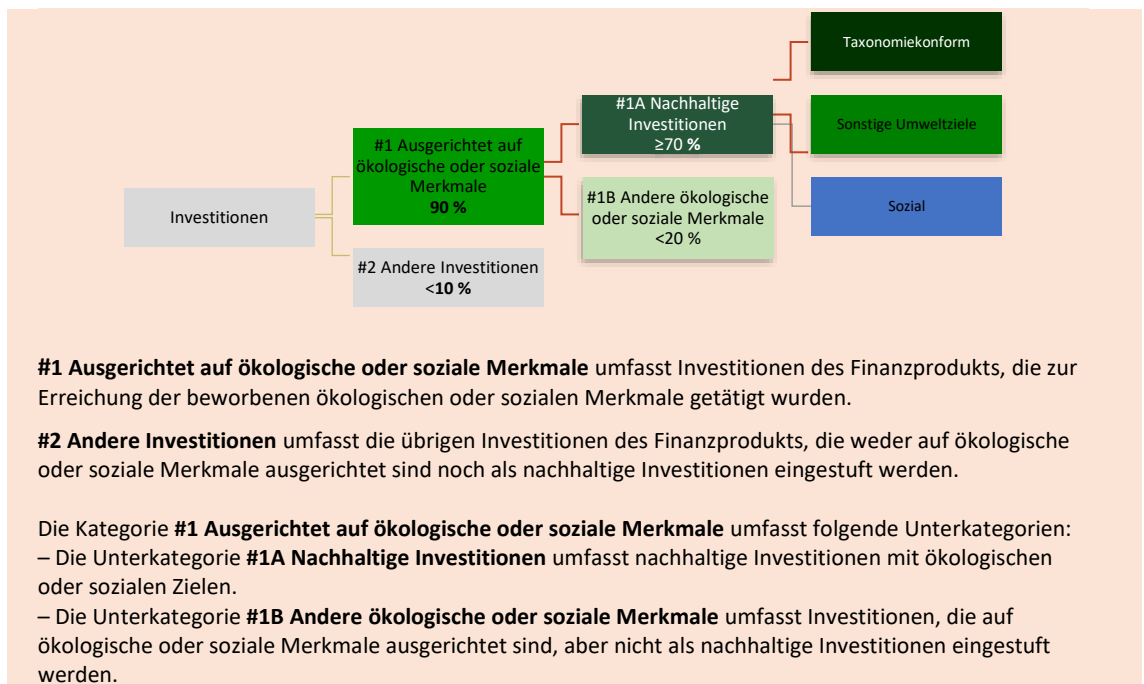 Taxonomiekonform
#1A Nachhaltige
Investitionen
≥70 %
Sonstige Umweltziele
#1 Ausgerichtet auf
ökologische oder soziale
Merkmale
90 %
#1B Andere ökologische
oder soziale Merkmale
<20 %
Sozial
Investitionen
#2 Andere Investitionen
<10 %
#1 Ausgerichtet auf ökologische oder soziale Merkmale umfasst Investitionen des Finanzprodukts, die zur
Erreichung der beworbenen ökologischen oder sozialen Merkmale getätigt wurden.
#2 Andere Investitionen umfasst die übrigen Investitionen des Finanzprodukts, die weder auf ökologische
oder soziale Merkmale ausgerichtet sind noch als nachhaltige Investitionen eingestuft werden.
Die Kategorie #1 Ausgerichtet auf ökologische oder soziale Merkmale umfasst folgende Unterkategorien:
– Die Unterkategorie #1A Nachhaltige Investitionen umfasst nachhaltige Investitionen mit ökologischen
oder sozialen Zielen.
– Die Unterkategorie #1B Andere ökologische oder soziale Merkmale umfasst Investitionen, die auf
ökologische oder soziale Merkmale ausgerichtet sind, aber nicht als nachhaltige Investitionen eingestuft
werden.